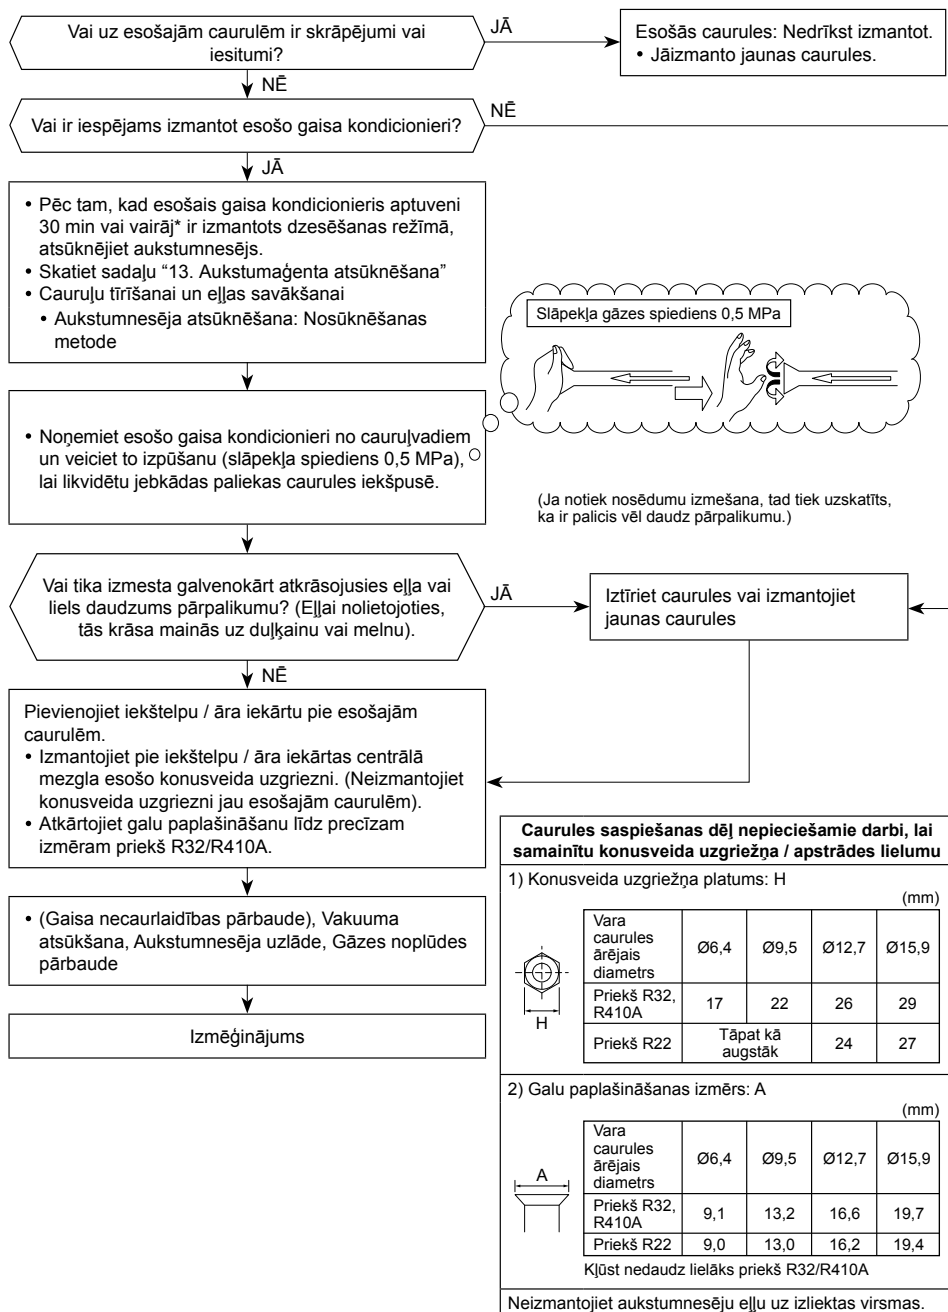 Vai uz esošajām caurulēm ir skrāpējumi vai
iesitumi?
JĀ
Esošās caurules: Nedrīkst izmantot.
• Jāizmanto jaunas caurules.
NĒ
Vai ir iespējams izmantot esošo gaisa kondicionieri?
NĒ
JĀ
• Pēc tam, kad esošais gaisa kondicionieris aptuveni
30 min vai vairāj* ir izmantots dzesēšanas režīmā,
atsūknējiet aukstumnesējs.
• Skatiet sadaļu “13. Aukstumaģenta atsūknēšana”
• Cauruļu tīrīšanai un eļļas savākšanai
• Aukstumnesēja atsūknēšana: Nosūknēšanas
metode
Slāpekļa gāzes spiediens 0,5 MPa
• Noņemiet esošo gaisa kondicionieri no cauruļvadiem
un veiciet to izpūšanu (slāpekļa spiediens 0,5 MPa),
lai likvidētu jebkādas paliekas caurules iekšpusē.
(Ja notiek nosēdumu izmešana, tad tiek uzskatīts,
ka ir palicis vēl daudz pārpalikumu.)
Vai tika izmesta galvenokārt atkrāsojusies eļļa vai
liels daudzums pārpalikumu? (Eļļai nolietojoties,
tās krāsa mainās uz duļķainu vai melnu).
JĀ
Iztīriet caurules vai izmantojiet
jaunas caurules
NĒ
Pievienojiet iekštelpu / āra iekārtu pie esošajām
caurulēm.
• Izmantojiet pie iekštelpu / āra iekārtas centrālā
mezgla esošo konusveida uzgriezni. (Neizmantojiet
konusveida uzgriezni jau esošajām caurulēm).
• Atkārtojiet galu paplašināšanu līdz precīzam
izmēram priekš R32/R410A.
• (Gaisa necaurlaidības pārbaude), Vakuuma
atsūkšana, Aukstumnesēja uzlāde, Gāzes noplūdes
pārbaude
Izmēģinājums
Caurules saspiešanas dēļ nepieciešamie darbi, lai
samainītu konusveida uzgriežņa / apstrādes lielumu
1) Konusveida uzgriežņa platums: H
(mm)
H
Vara
caurules
ārējais
diametrs
Ø6,4 Ø9,5 Ø12,7 Ø15,9
Priekš R32,
R410A
17 22 26 29
Priekš R22
Tāpat kā
augstāk
24 27
2) Galu paplašināšanas izmērs: A
(mm)
A
Vara
caurules
ārējais
diametrs
Ø6,4 Ø9,5 Ø12,7 Ø15,9
Priekš R32,
R410A
9,1 13,2 16,6 19,7
Priekš R22 9,0 13,0 16,2 19,4
Kļūst nedaudz lielāks priekš R32/R410A
Neizmantojiet aukstumnesēju eļļu uz izliektas virsmas.